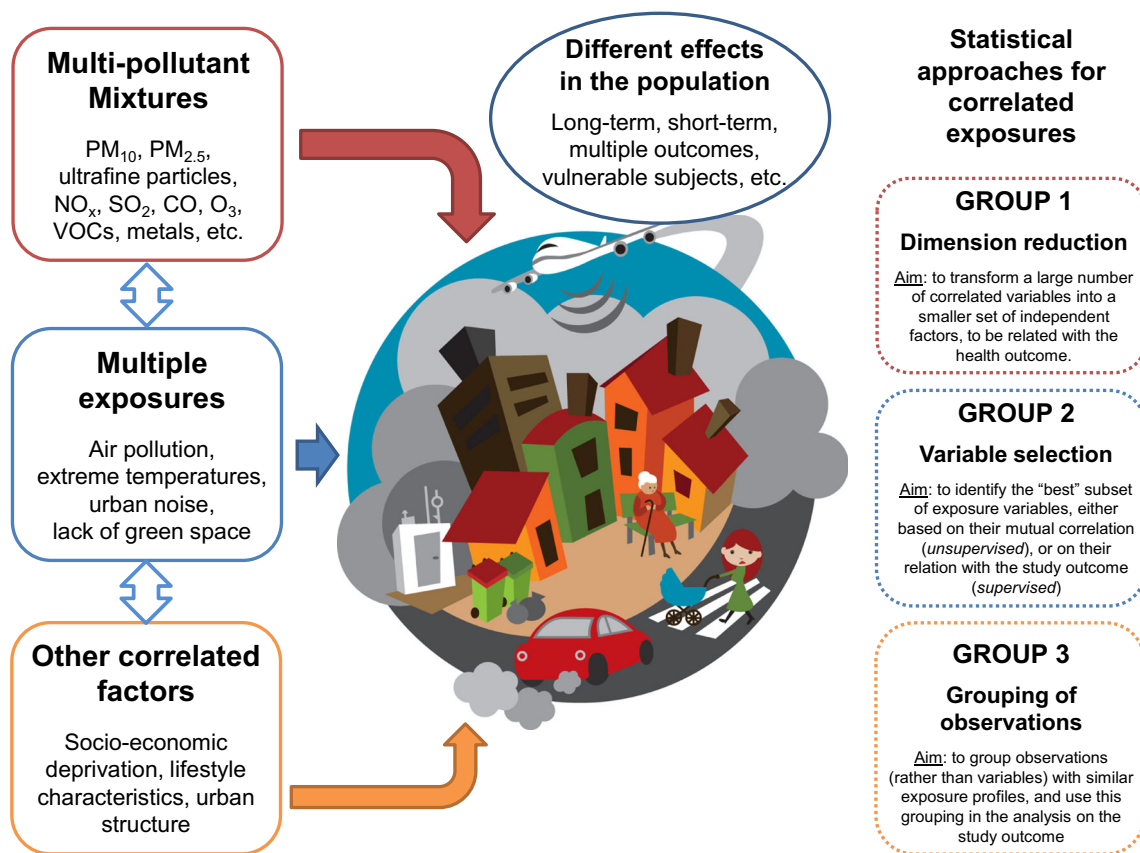 Multi-pollutant
Mixtures
PM₁₀, PM₂.₅,
ultrafine particles,
NOₓ, SO₂, CO, O₃,
VOCs, metals, etc.
Multiple
exposures
Air pollution,
extreme temperatures,
urban noise,
lack of green space
Other correlated
factors
Socio-economic
deprivation, lifestyle
characteristics, urban
structure
Different effects
in the population
Long-term, short-term,
multiple outcomes,
vulnerable subjects, etc.
Statistical
approaches for
correlated
exposures
GROUP 1
Dimension reduction
Aim: to transform a large number
of correlated variables into a
smaller set of independent
factors, to be related with the
health outcome.
GROUP 2
Variable selection
Aim: to identify the “best” subset
of exposure variables, either
based on their mutual correlation
(unsupervised), or on their
relation with the study outcome
(supervised)
GROUP 3
Grouping of
observations
Aim: to group observations
(rather than variables) with similar
exposure profiles, and use this
grouping in the analysis on the
study outcome